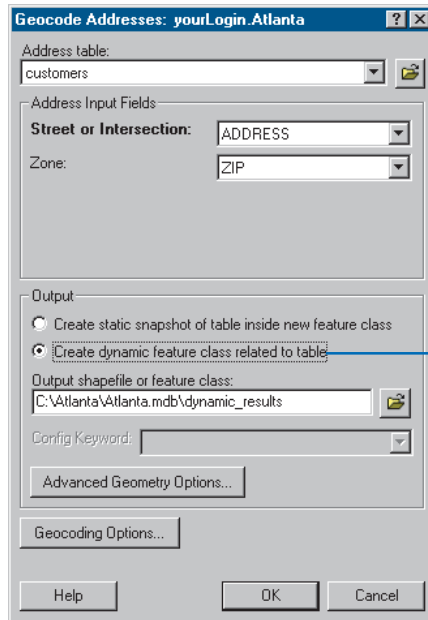 Geocode Addresses: yourLogin.Atlanta
Address table:
customers
Address Input Fields
Street or Intersection:
ADDRESS
Zone:
ZIP
Output
Create static snapshot of table inside new feature class
Create dynamic feature class related to table
Output shapefile or feature class:
C:\Atlanta\Atlanta.mdb\dynamic_results
Config Keyword:
Advanced Geometry Options...
Geocoding Options...
Help
OK
Cancel